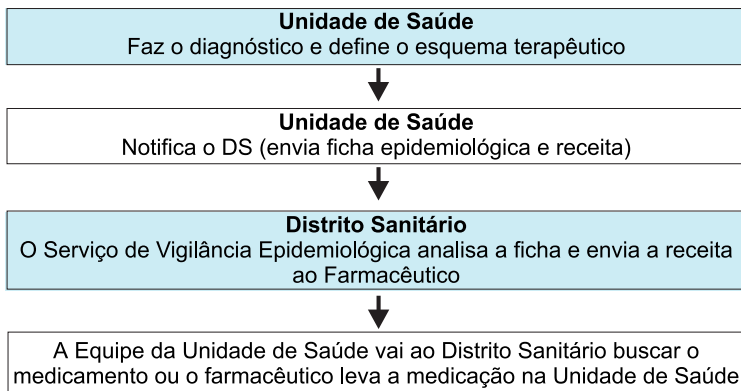 Unidade de Saúde
Faz o diagnóstico e define o esquema terapêutico
Unidade de Saúde
Notifica o DS (envia ficha epidemiológica e receita)
Distrito Sanitário
O Serviço de Vigilância Epidemiológica analisa a ficha e envia a receita
ao Farmacêutico
A Equipe da Unidade de Saúde vai ao Distrito Sanitário buscar o
medicamento ou o farmacêutico leva a medicação na Unidade de Saúde